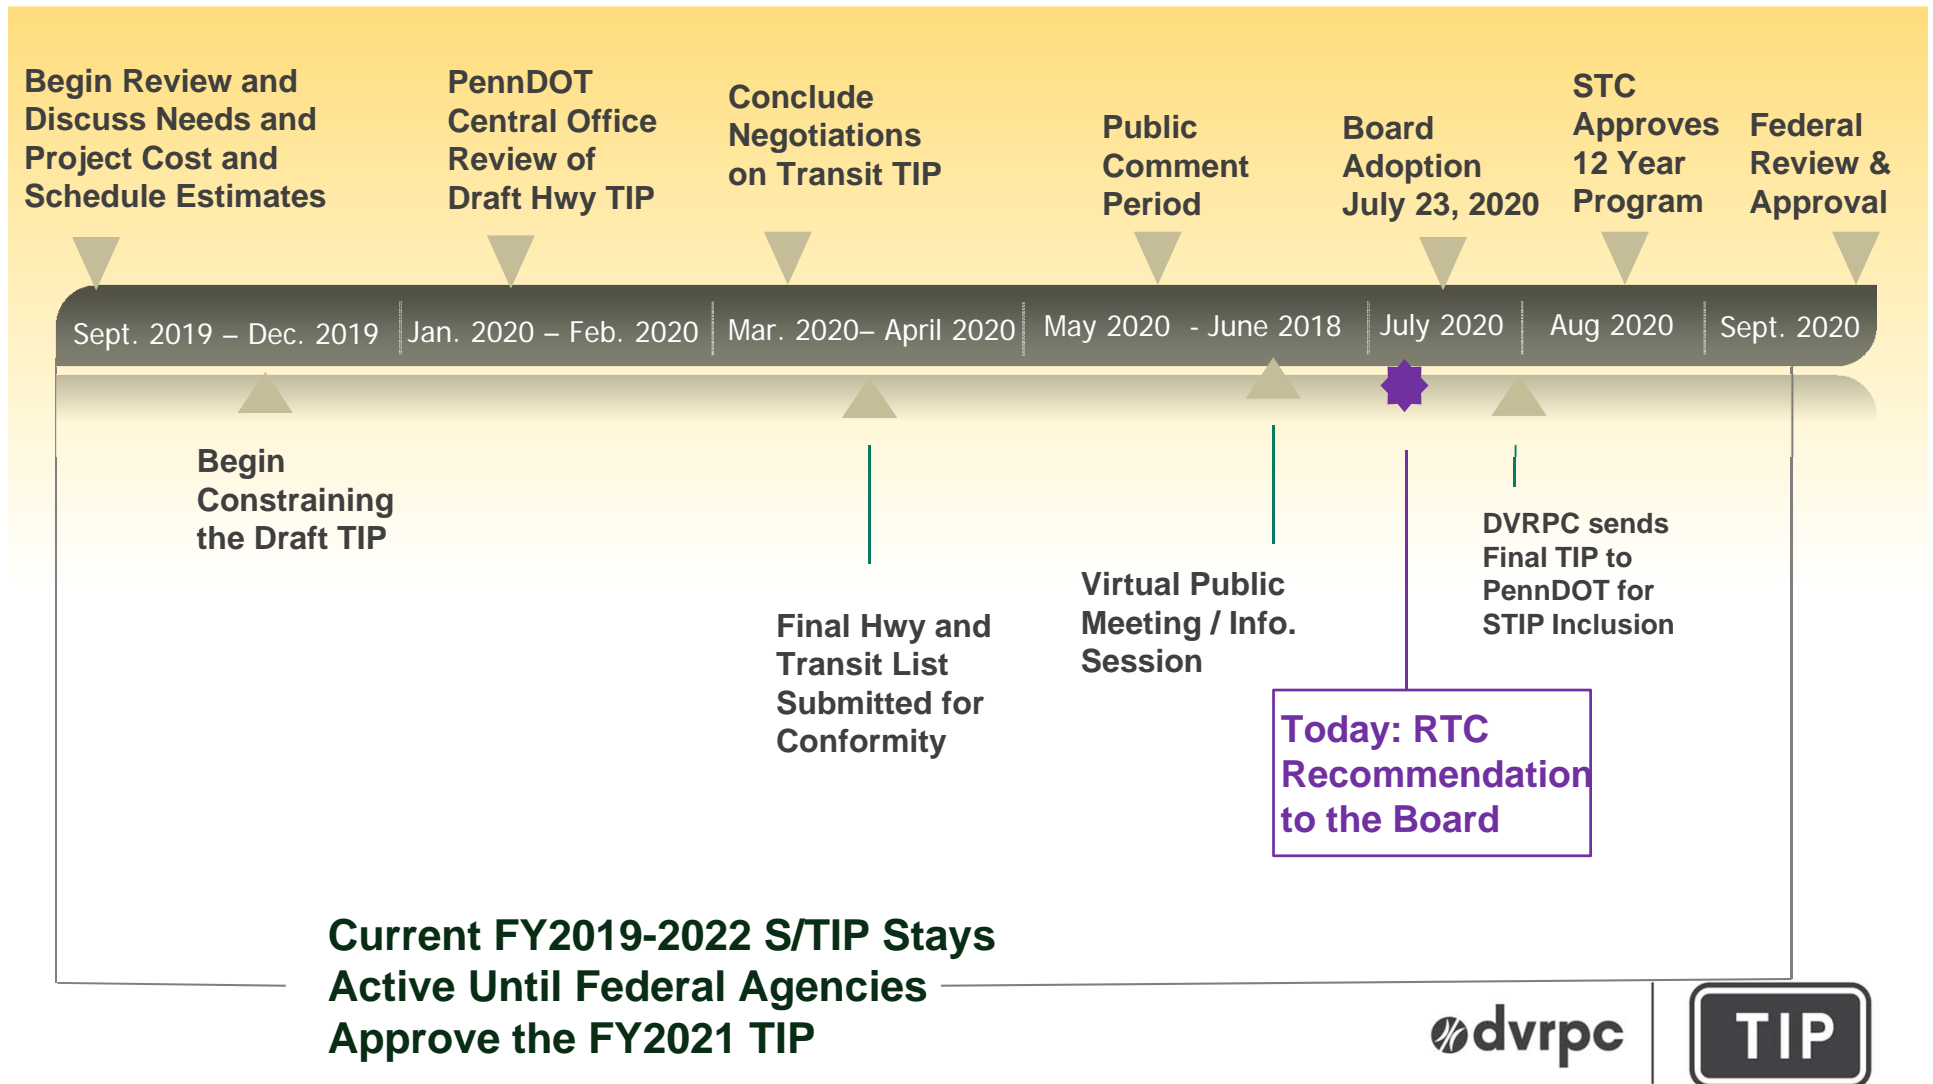 Begin Review and
Discuss Needs and
Project Cost and
Schedule Estimates
PennDOT
Central Office
Review of
Draft Hwy TIP
Conclude
Negotiations
on Transit TIP
Public
Comment
Period
Board
Adoption
July 23, 2020
STC
Approves
12 Year
Program
Federal
Review &
Approval
Sept. 2019 – Dec. 2019
Jan. 2020 – Feb. 2020
Mar. 2020– April 2020
May 2020 - June 2018
July 2020
Aug 2020
Sept. 2020
Begin
Constraining
the Draft TIP
Final Hwy and
Transit List
Submitted for
Conformity
Virtual Public
Meeting / Info.
Session
DVRPC sends
Final TIP to
PennDOT for
STIP Inclusion
Today: RTC
Recommendation
to the Board
Current FY2019-2022 S/TIP Stays
Active Until Federal Agencies
Approve the FY2021 TIP
dvrpc
TIP